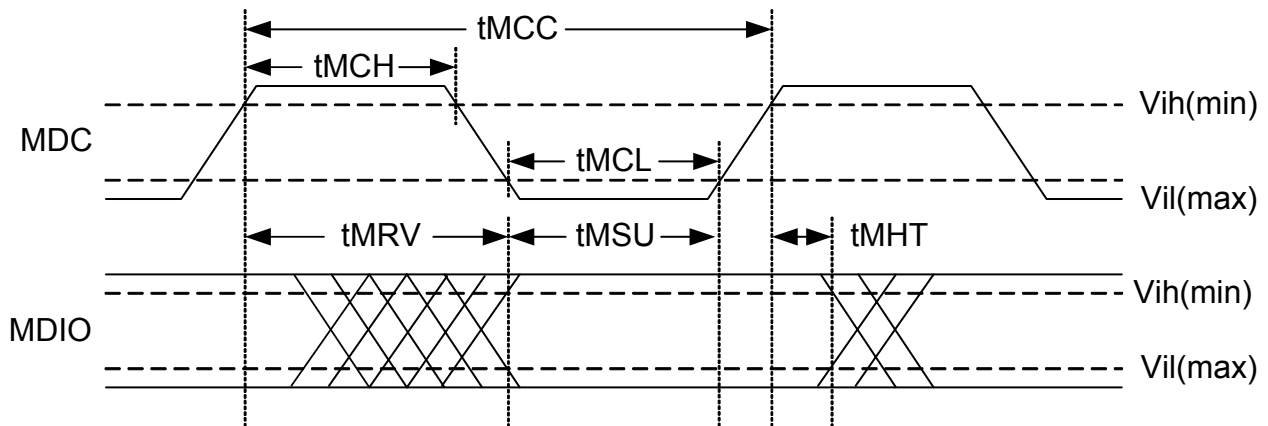 tMCC
tMCH
Vih(min)
MDC
tMCL
Vil(max)
tMRV
tMSU
tMHT
Vih(min)
MDIO
Vil(max)